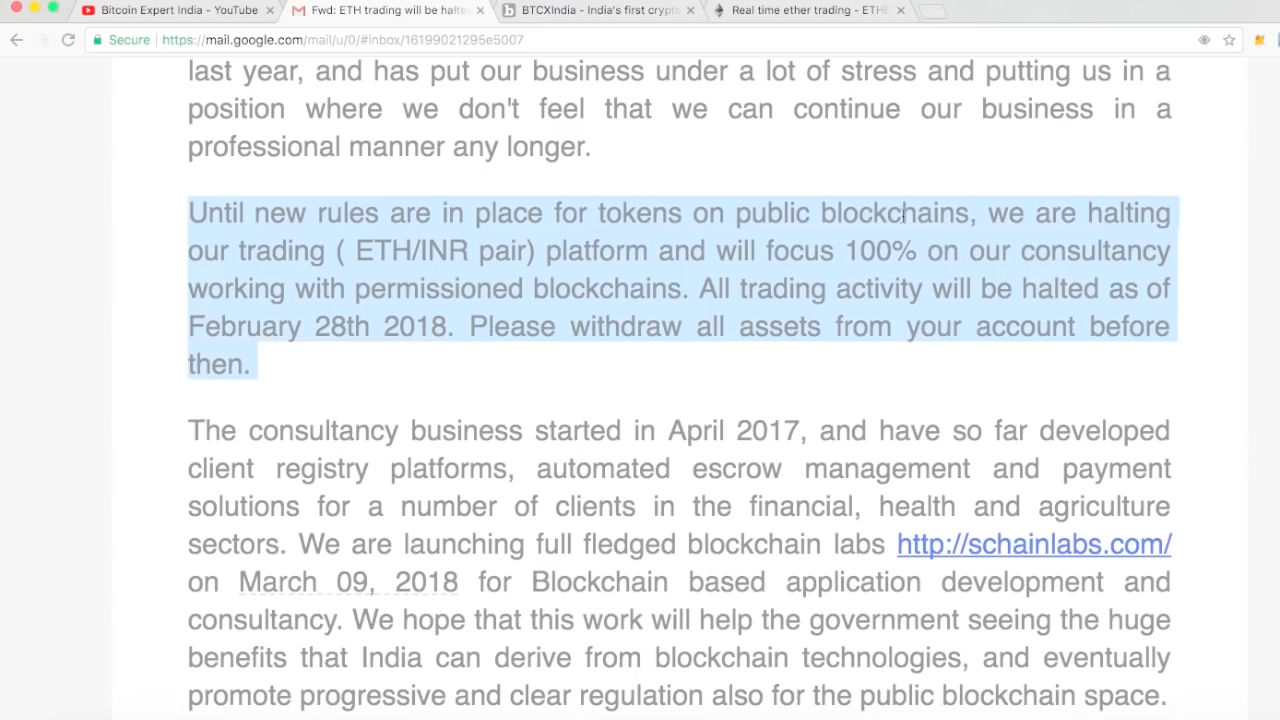 Bitcoin Expert India - YouTube
Fwd: ETH trading will be halted
BTCXIndia - India's first crypto
Real time ether trading - ETHE
Secure https://mail.google.com/mail/u/0/#inbox/16199021295e5007
last year, and has put our business under a lot of stress and putting us in a
position where we don't feel that we can continue our business in a
professional manner any longer.
Until new rules are in place for tokens on public blockchains, we are halting
our trading ( ETH/INR pair) platform and will focus 100% on our consultancy
working with permissioned blockchains. All trading activity will be halted as of
February 28th 2018. Please withdraw all assets from your account before
then.
The consultancy business started in April 2017, and have so far developed
client registry platforms, automated escrow management and payment
solutions for a number of clients in the financial, health and agriculture
sectors. We are launching full fledged blockchain labs http://schainlabs.com/
on March 09, 2018 for Blockchain based application development and
consultancy. We hope that this work will help the government seeing the huge
benefits that India can derive from blockchain technologies, and eventually
promote progressive and clear regulation also for the public blockchain space.